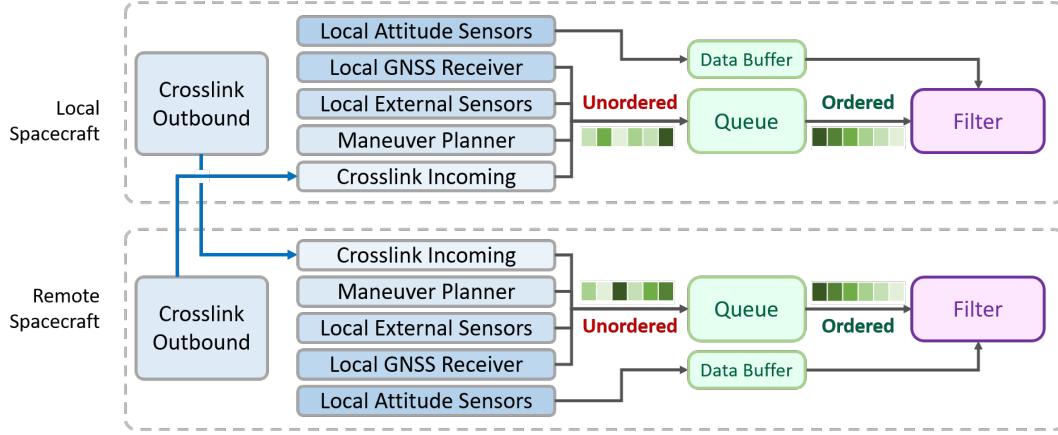 Local
Spacecraft
Crosslink
Outbound
Local Attitude Sensors
Local GNSS Receiver
Local External Sensors
Maneuver Planner
Crosslink Incoming
Unordered
Data Buffer
Queue
Ordered
Filter
Remote
Spacecraft
Crosslink
Outbound
Crosslink Incoming
Maneuver Planner
Local External Sensors
Local GNSS Receiver
Local Attitude Sensors
Unordered
Queue
Data Buffer
Ordered
Filter